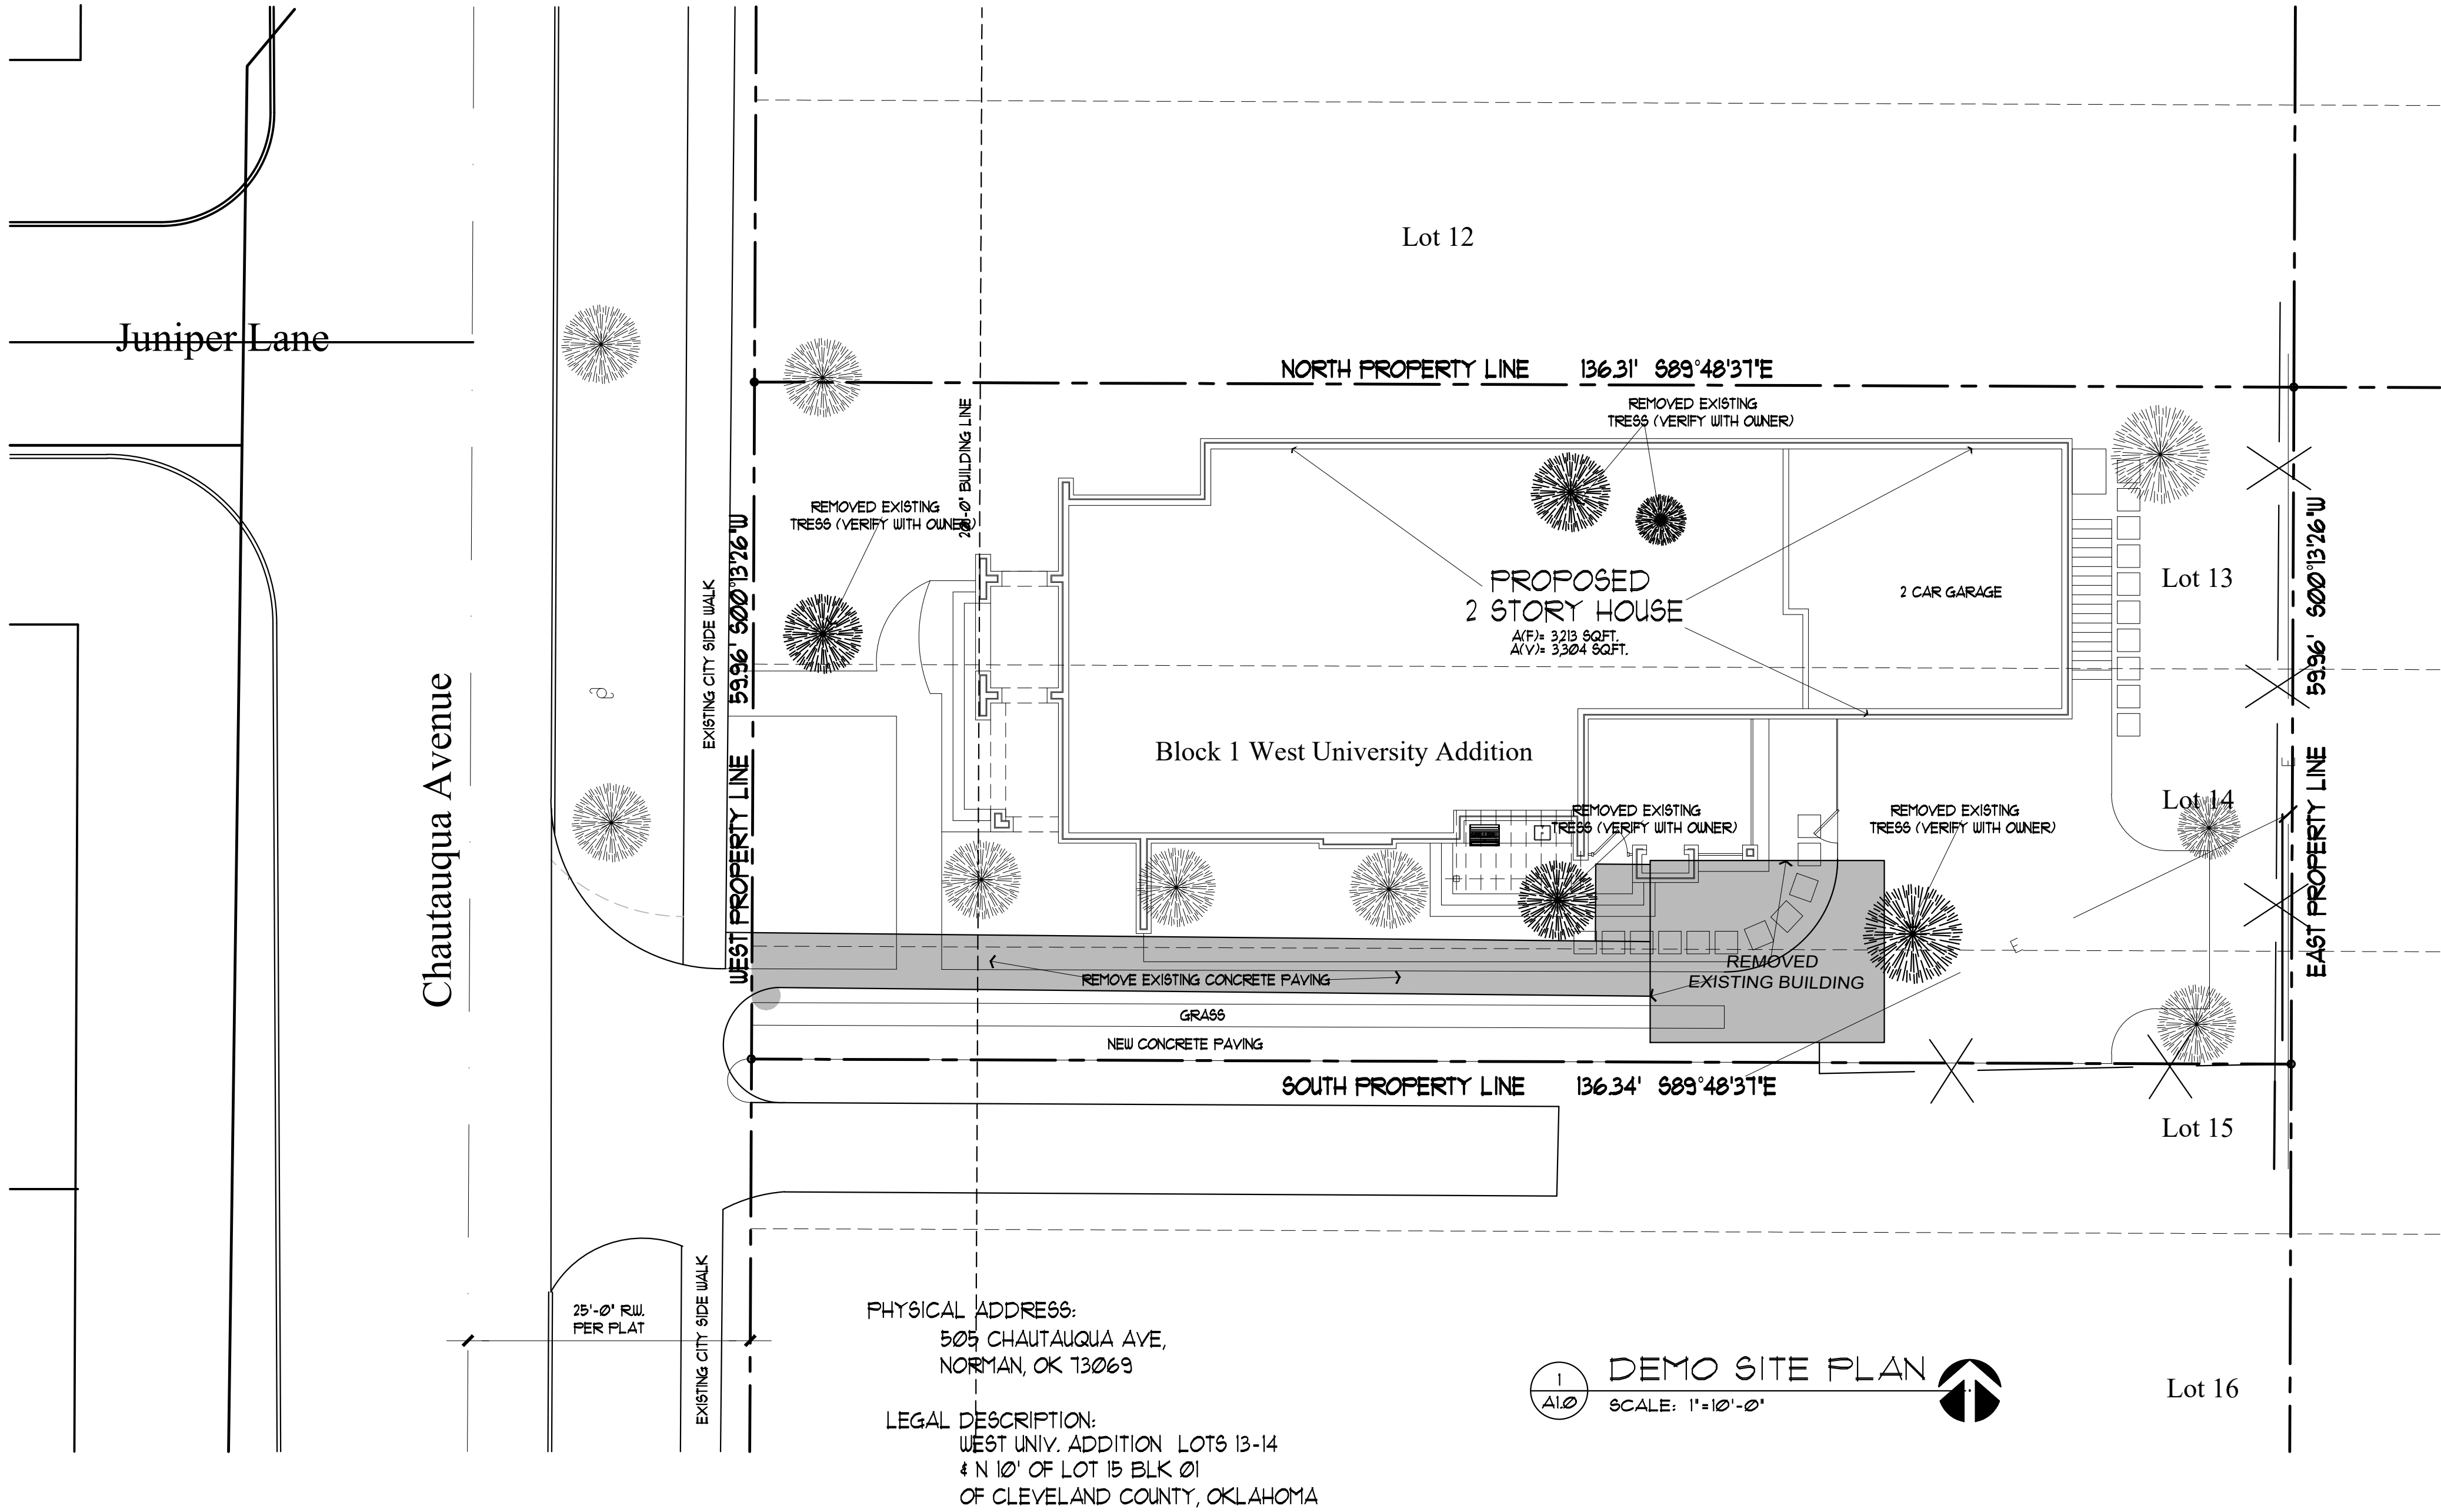 Lot 12
Juniper Lane
NORTH PROPERTY LINE 136.31' S89°48'37"E
REMOVED EXISTING
TRESS (VERIFY WITH OWNER)
20'-0" BUILDING LINE
REMOVED EXISTING
TRESS (VERIFY WITH OWNER)
EXISTING CITY SIDE WALK
WEST PROPERTY LINE 59.96' S00°13'26"W
PROPOSED
2 STORY HOUSE
A(F)= 3,213 SQ.FT.
A(V)= 3,304 SQ.FT.
2 CAR GARAGE
Lot 13
EAST PROPERTY LINE 59.96' S00°13'26"W
Chautauqua Avenue
Block 1 West University Addition
Lot 14
REMOVED EXISTING
TRESS (VERIFY WITH OWNER)
REMOVED EXISTING
TRESS (VERIFY WITH OWNER)
E
E
REMOVE EXISTING CONCRETE PAVING
REMOVED
EXISTING BUILDING
GRASS
NEW CONCRETE PAVING
SOUTH PROPERTY LINE 136.34' S89°48'37"E
Lot 15
25'-0" R.W.
PER PLAT
EXISTING CITY SIDE WALK
PHYSICAL ADDRESS:
505 CHAUTAUQUA AVE,
NORMAN, OK 73069
LEGAL DESCRIPTION:
WEST UNIV. ADDITION LOTS 13-14
& N 10' OF LOT 15 BLK 01
OF CLEVELAND COUNTY, OKLAHOMA
1
A1.0
DEMO SITE PLAN
SCALE: 1"=10'-0"
Lot 16